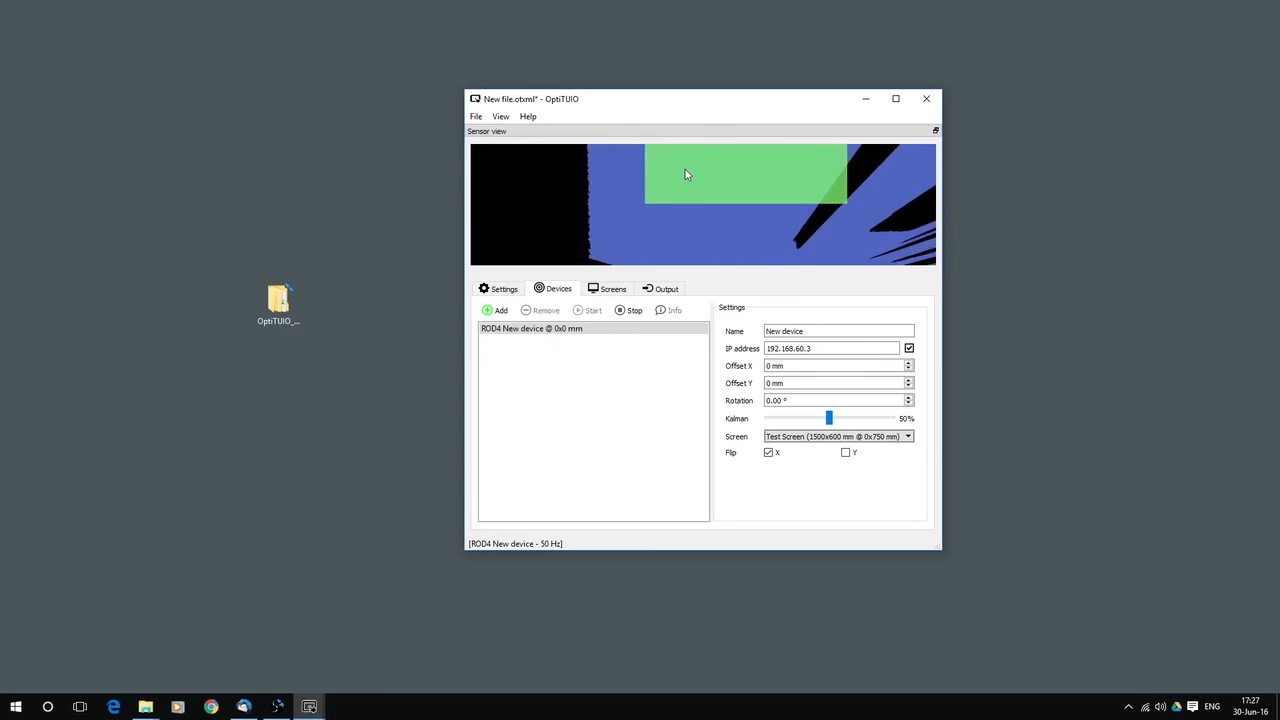 New file.otxml* - OptiTUIO
File View Help
Sensor view
Settings Devices Screens Output
Add Remove Start Stop Info
ROD4 New device @ 0x0 mm
Settings
Name New device
IP address 192.168.60.3
Offset X 0 mm
Offset Y 0 mm
Rotation 0.00 °
Kalman 50%
Screen Test Screen (1500x600 mm @ 0x750 mm)
Flip X Y
[ROD4 New device - 50 Hz]
OptiTUIO_...
ENG
17:27
30-Jun-16